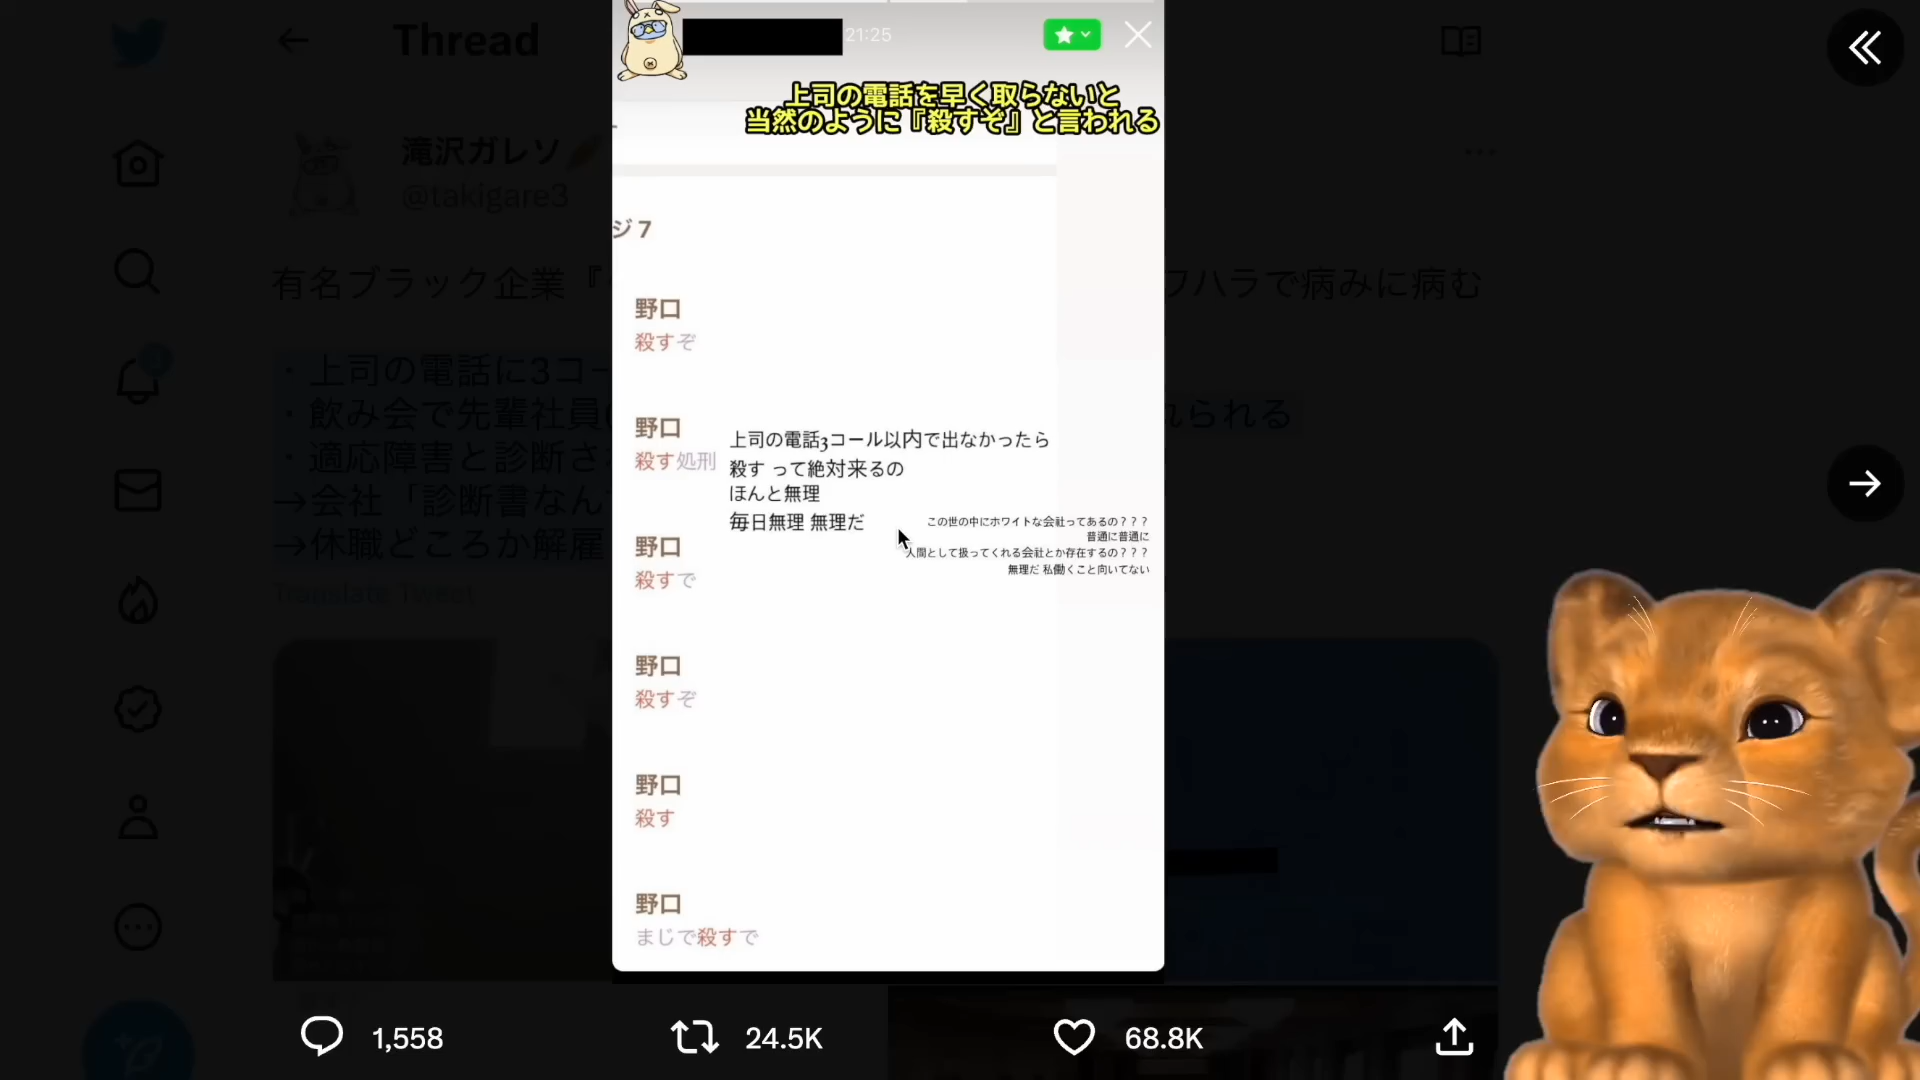 Thread
滝沢ガレソ
@takigare3
有名ブラック企業『
ワハラで病みに病む
・上司の電話に3コー
・飲み会で先輩社員
れられる
・適応障害と診断さ
→会社「診断書なん
→休職どころか解雇
Translate Tweet
21:25
上司の電話を早く取らないと
当然のように『殺すぞ』と言われる
ジ 7
野口
殺すぞ
野口
殺す処刑
上司の電話3コール以内で出なかったら
殺す って絶対来るの
ほんと無理
毎日無理 無理だ
この世の中にホワイトな会社ってあるの？？？
普通に普通に
人間として扱ってくれる会社とか存在するの？？？
無理だ 私働くこと向いてない
野口
殺すで
野口
殺すぞ
野口
殺す
野口
まじで殺すで
1,558
24.5K
68.8K